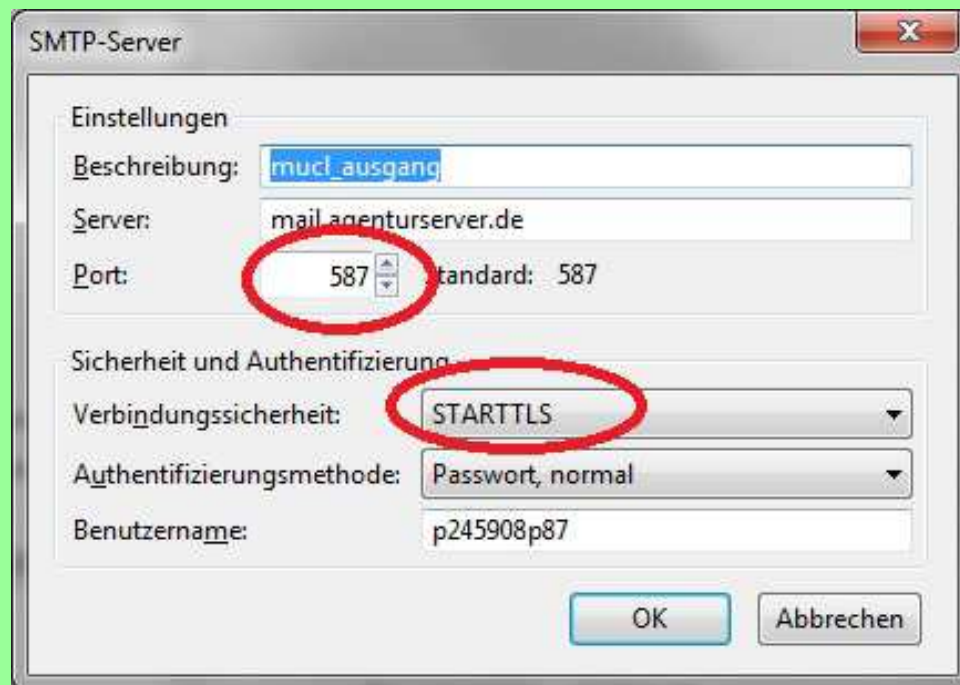 SMTP-Server
Einstellungen
Beschreibung: mucl_ausgang
Server: mail.agenturserver.de
Port: 587 Standard: 587
Sicherheit und Authentifizierung
Verbindungssicherheit: STARTTLS
Authentifizierungsmethode: Passwort, normal
Benutzername: p245908p87
OK Abbrechen